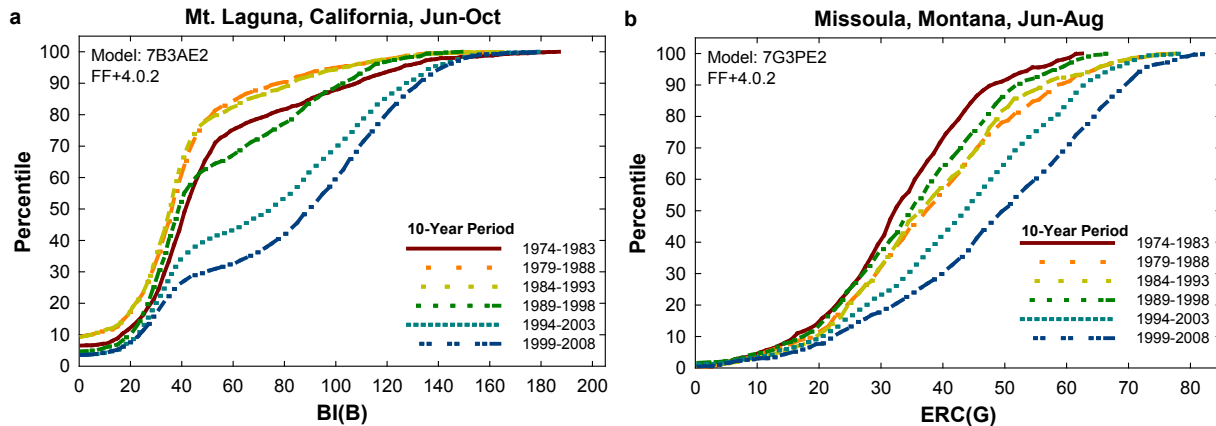 a
Mt. Laguna, California, Jun-Oct
Model: 7B3AE2
FF+4.0.2
Percentile
100
90
80
70
60
50
40
30
20
10
0
10-Year Period
1974-1983
1979-1988
1984-1993
1989-1998
1994-2003
1999-2008
0 20 40 60 80 100 120 140 160 180 200
BI(B)
b
Missoula, Montana, Jun-Aug
Model: 7G3PE2
FF+4.0.2
Percentile
100
90
80
70
60
50
40
30
20
10
0
10-Year Period
1974-1983
1979-1988
1984-1993
1989-1998
1994-2003
1999-2008
0 10 20 30 40 50 60 70 80
ERC(G)